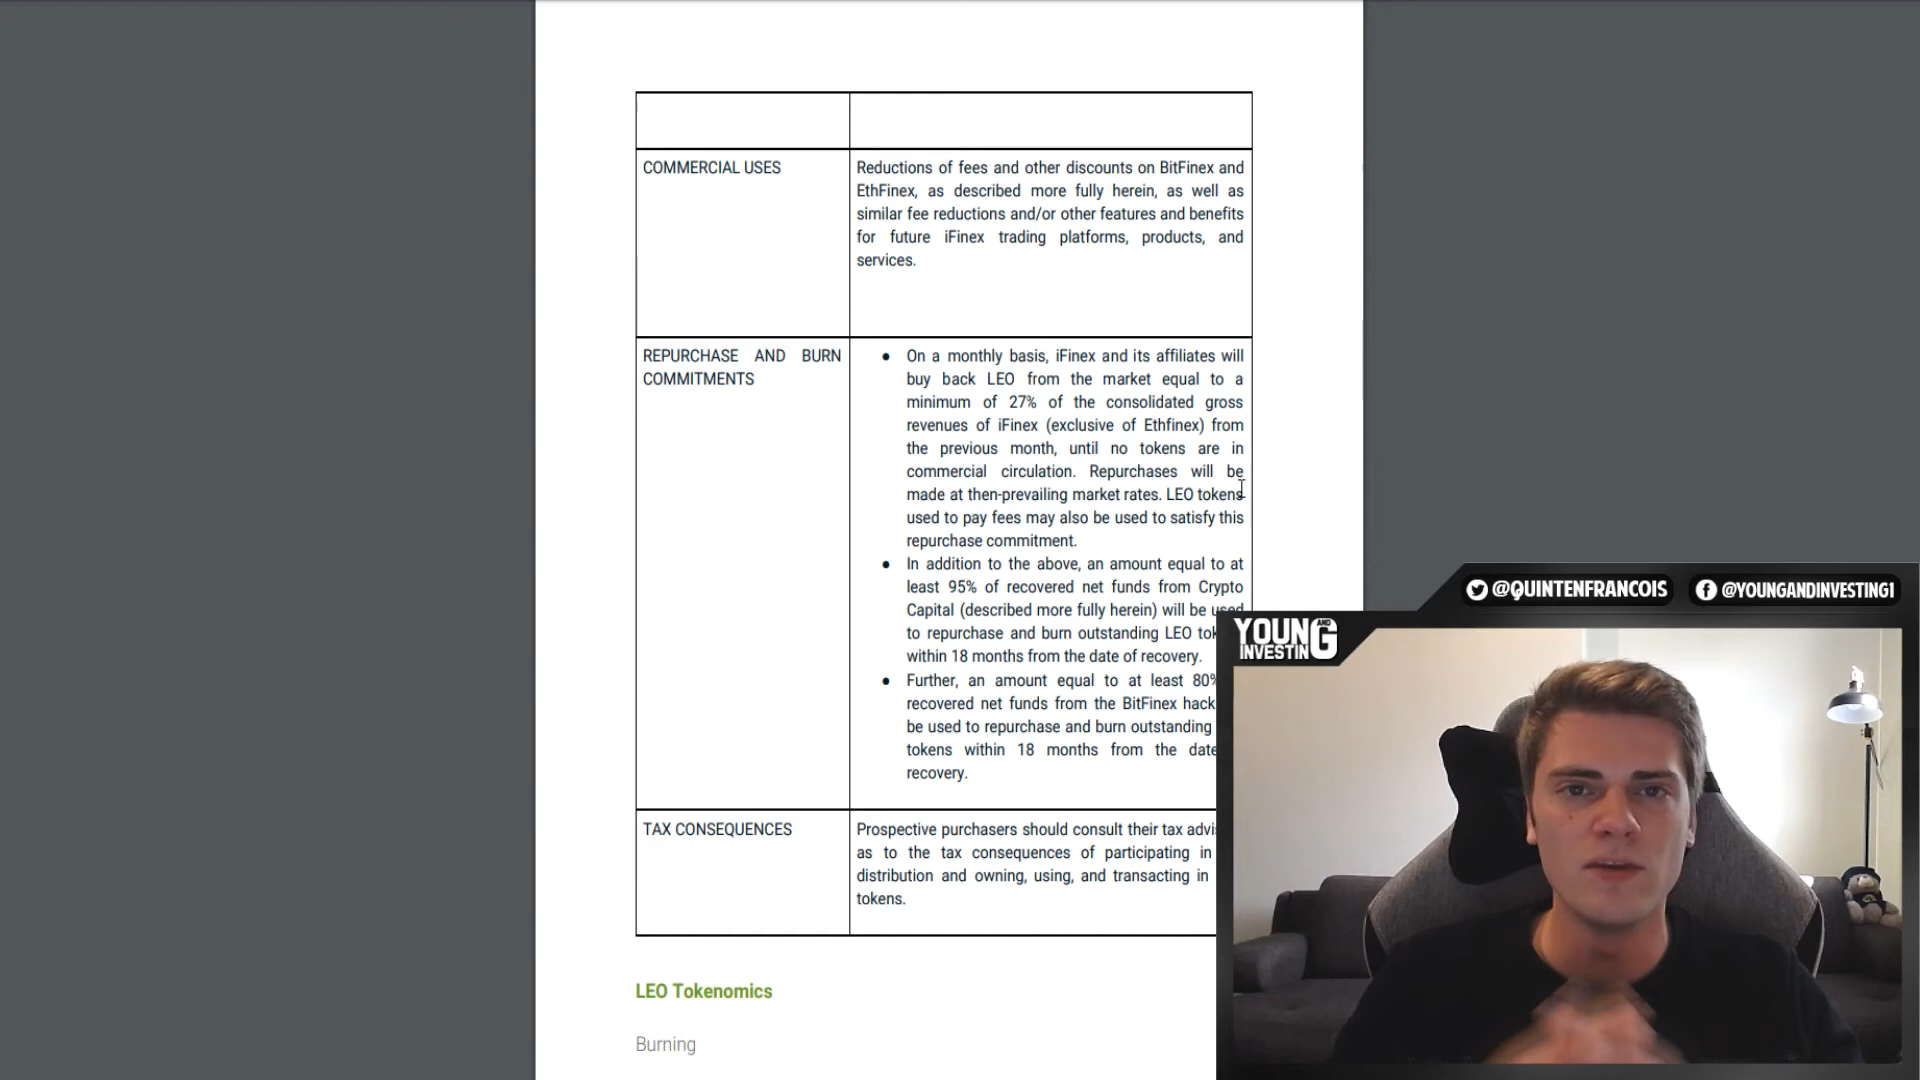 COMMERCIAL USES
Reductions of fees and other discounts on BitFinex and
EthFinex, as described more fully herein, as well as
similar fee reductions and/or other features and benefits
for future iFinex trading platforms, products, and
services.
REPURCHASE AND BURN
COMMITMENTS
● On a monthly basis, iFinex and its affiliates will
buy back LEO from the market equal to a
minimum of 27% of the consolidated gross
revenues of iFinex (exclusive of Ethfinex) from
the previous month, until no tokens are in
commercial circulation. Repurchases will be
made at then-prevailing market rates. LEO tokens
used to pay fees may also be used to satisfy this
repurchase commitment.
● In addition to the above, an amount equal to at
least 95% of recovered net funds from Crypto
Capital (described more fully herein) will be used
to repurchase and burn outstanding LEO tok
within 18 months from the date of recovery.
● Further, an amount equal to at least 80%
recovered net funds from the BitFinex hack
be used to repurchase and burn outstanding
tokens within 18 months from the date
recovery.
TAX CONSEQUENCES
Prospective purchasers should consult their tax advis
as to the tax consequences of participating in
distribution and owning, using, and transacting in
tokens.
LEO Tokenomics
Burning
@QUINTENFRANCOIS
@YOUNGANDINVESTING1
YOUNG AND
INVESTING